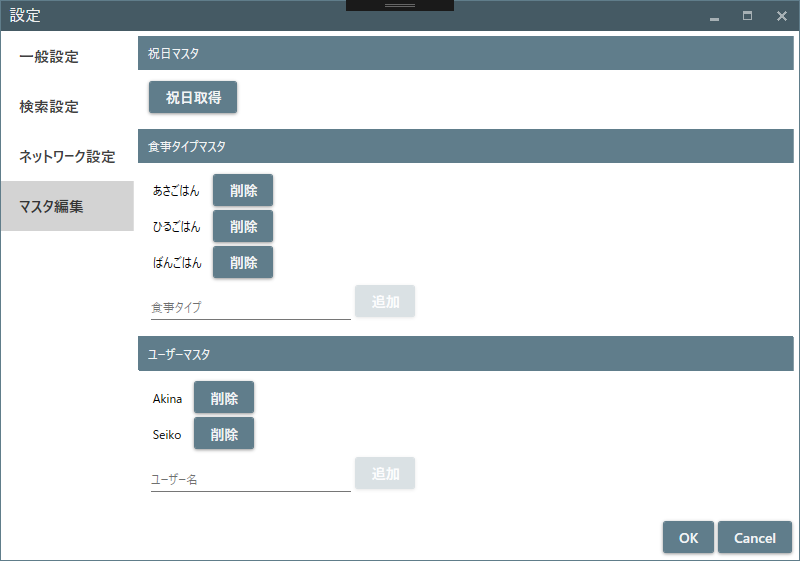 設定
一般設定
検索設定
ネットワーク設定
マスタ編集
祝日マスタ
祝日取得
食事タイプマスタ
あさごはん 削除
ひるごはん 削除
ばんごはん 削除
食事タイプ 追加
ユーザーマスタ
Akina 削除
Seiko 削除
ユーザー名 追加
OK Cancel